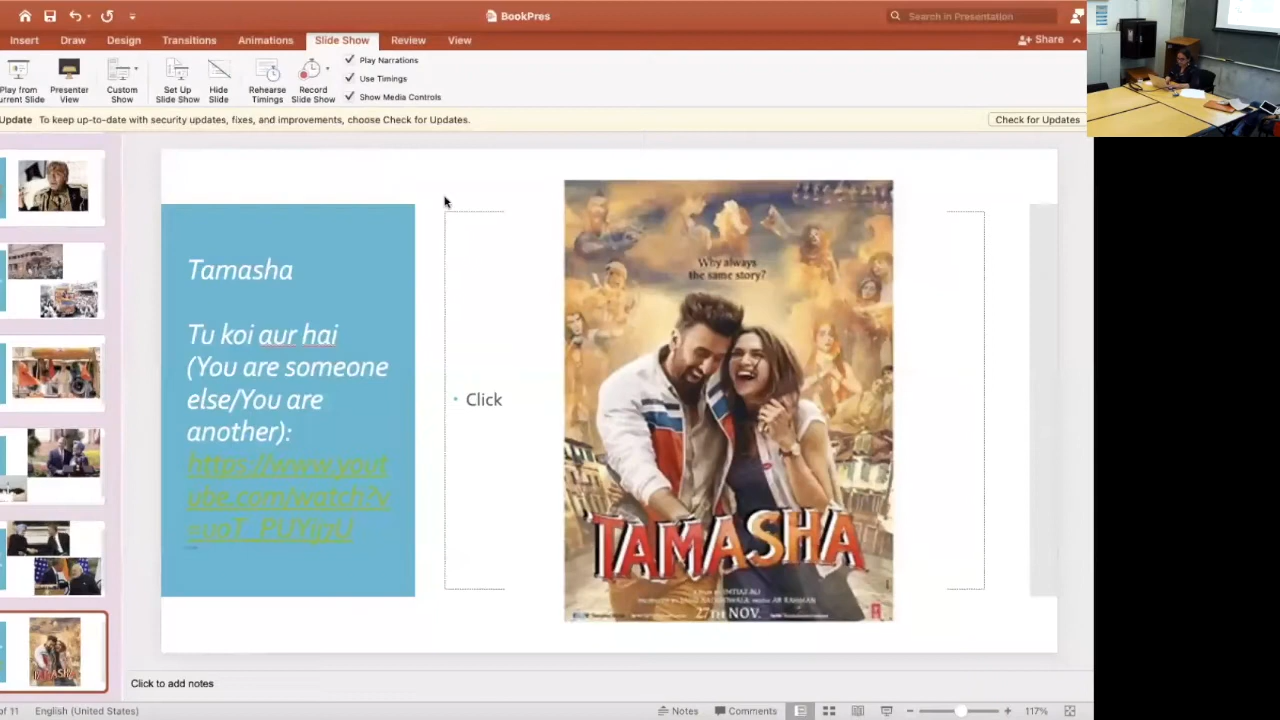 BookPres
Search in Presentation
Insert Draw Design Transitions Animations Slide Show Review View
Share
Play from
Current Slide
Presenter
View
Custom
Show
Set Up
Slide Show
Hide
Slide
Rehearse
Timings
Record
Slide Show
Play Narrations
Use Timings
Show Media Controls
Update To keep up-to-date with security updates, fixes, and improvements, choose Check for Updates.
Check for Updates
Tamasha
Tu koi aur hai
(You are someone
else/You are
another):
https://www.yout
ube.com/watch?v
• Click
Why always
the same story?
TAMASHA
27TH NOV.
Click to add notes
of 11 English (United States)
Notes Comments
117%